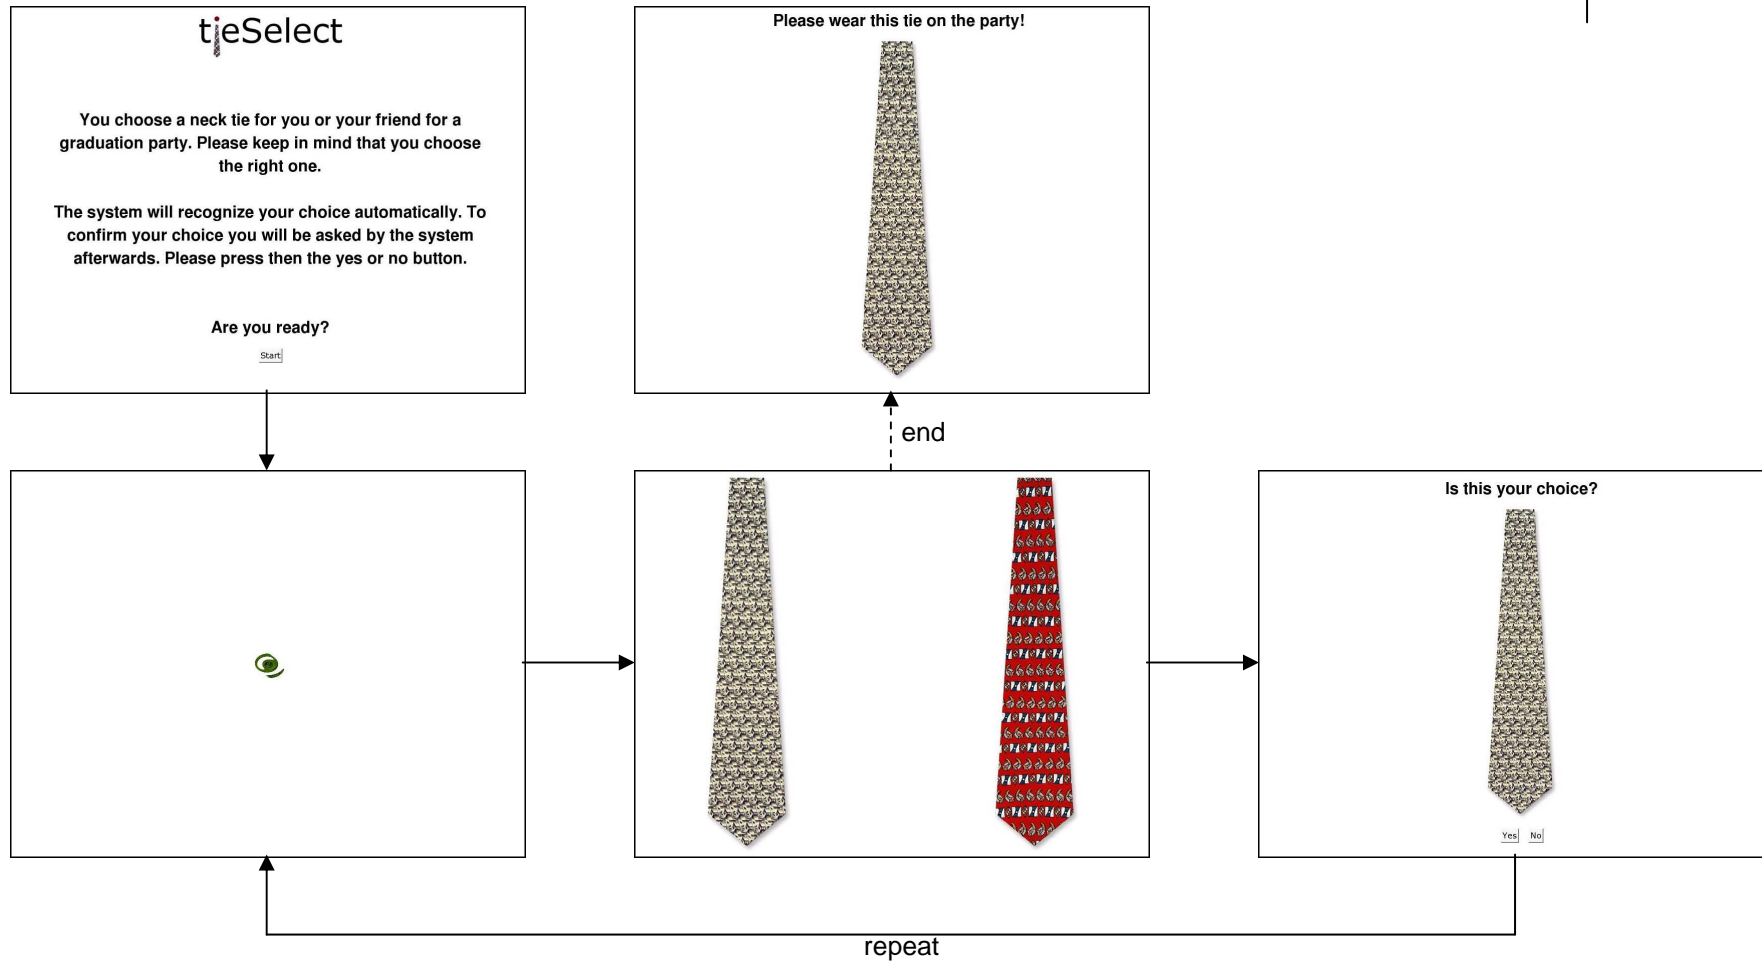 tieSelect
You choose a neck tie for you or your friend for a
graduation party. Please keep in mind that you choose
the right one.
The system will recognize your choice automatically. To
confirm your choice you will be asked by the system
afterwards. Please press then the yes or no button.
Are you ready?
Start
Please wear this tie on the party!
end
Is this your choice?
Yes No
repeat